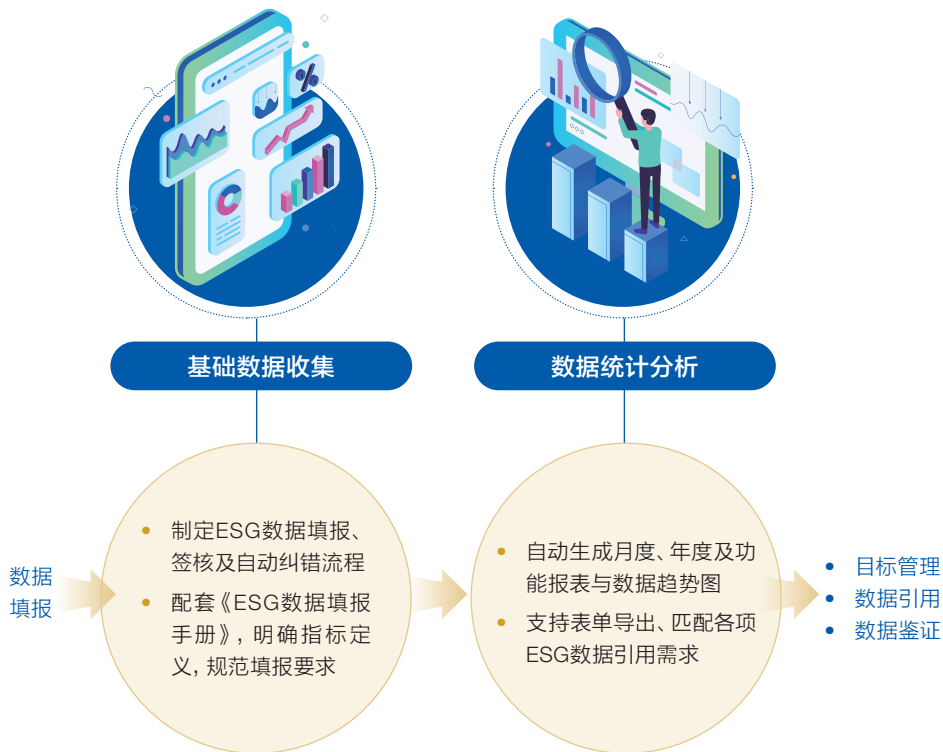 %
基础数据收集
数据统计分析
数据
填报
• 制定ESG数据填报、
签核及自动纠错流程
• 配套《ESG数据填报
手册》，明确指标定
义，规范填报要求
• 自动生成月度、年度及功
能报表与数据趋势图
• 支持表单导出、匹配各项
ESG数据引用需求
• 目标管理
• 数据引用
• 数据鉴证